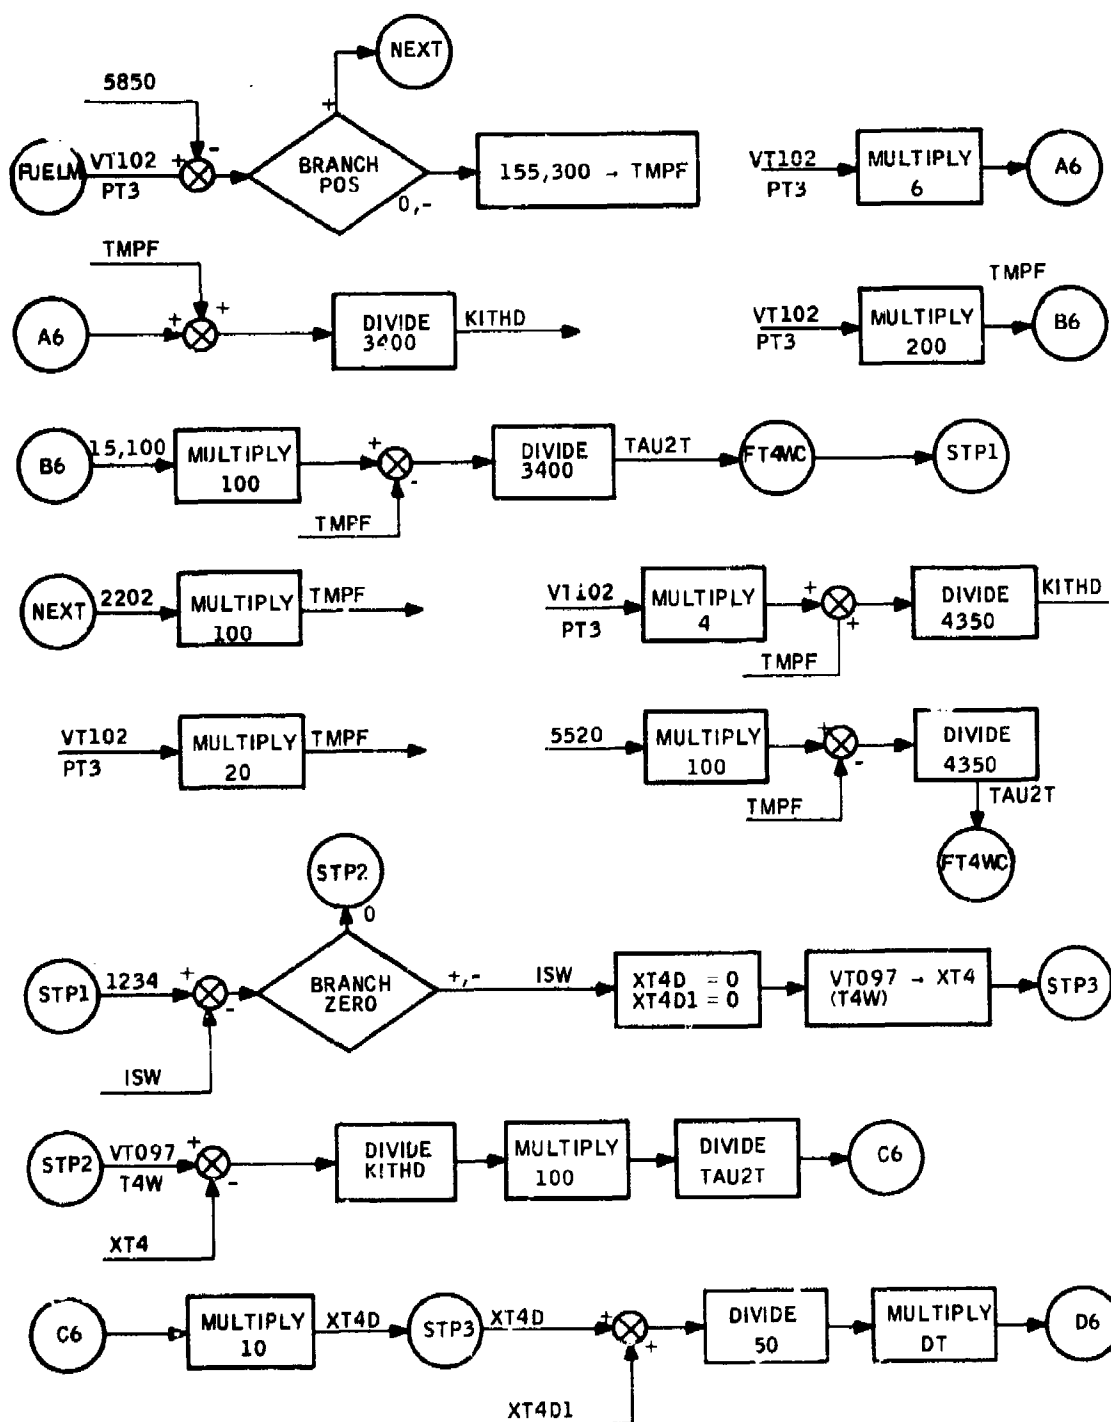 NEXT
5850
+
-
FUELM
VT102
PT3
+
BRANCH
POS
0,-
155,300 → TMPF
VT102
PT3
MULTIPLY
6
A6
TMPF
+
+
A6
DIVIDE
3400
KITHD
VT102
PT3
MULTIPLY
200
TMPF
B6
B6
15,100
MULTIPLY
100
+
-
TMPF
DIVIDE
3400
TAU2T
FT4WC
STP1
NEXT
2202
MULTIPLY
100
TMPF
VT102
PT3
MULTIPLY
4
+
+
TMPF
DIVIDE
4350
KITHD
VT102
PT3
MULTIPLY
20
TMPF
5520
MULTIPLY
100
+
-
TMPF
DIVIDE
4350
TAU2T
FT4WC
STP2
0
STP1
1234
+
-
ISW
BRANCH
ZERO
+,-
ISW
XT4D = 0
XT4D1 = 0
VT097 → XT4
(T4W)
STP3
STP2
VT097
T4W
+
-
XT4
DIVIDE
KITHD
MULTIPLY
100
DIVIDE
TAU2T
C6
C6
MULTIPLY
10
XT4D
STP3
XT4D
+
+
XT4D1
DIVIDE
50
MULTIPLY
DT
D6